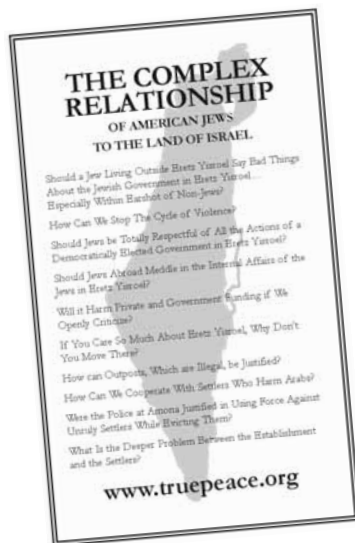 THE COMPLEX
RELATIONSHIP
OF AMERICAN JEWS
TO THE LAND OF ISRAEL
Should a Jew Living Outside Eretz Yisroel Say Bad Things
About the Jewish Government in Eretz Yisroel...
Especially Within Earshot of Non-Jews?
How Can We Stop The Cycle of Violence?
Should Jews be Totally Respectful of All the Actions of a
Democratically Elected Government in Eretz Yisroel?
Should Jews Abroad Meddle in the Internal Affairs of the
Jews in Eretz Yisroel?
Will it Harm Private and Government Funding if We
Openly Criticize?
If You Care So Much About Eretz Yisroel, Why Don't
You Move There?
How can Outposts, Which are Illegal, be Justified?
How Can We Cooperate With Settlers Who Harm Arabs?
Were the Police at Amona Justified in Using Force Against
Unruly Settlers While Evicting Them?
What Is the Deeper Problem Between the Establishment
and the Settlers?
www.truepeace.org